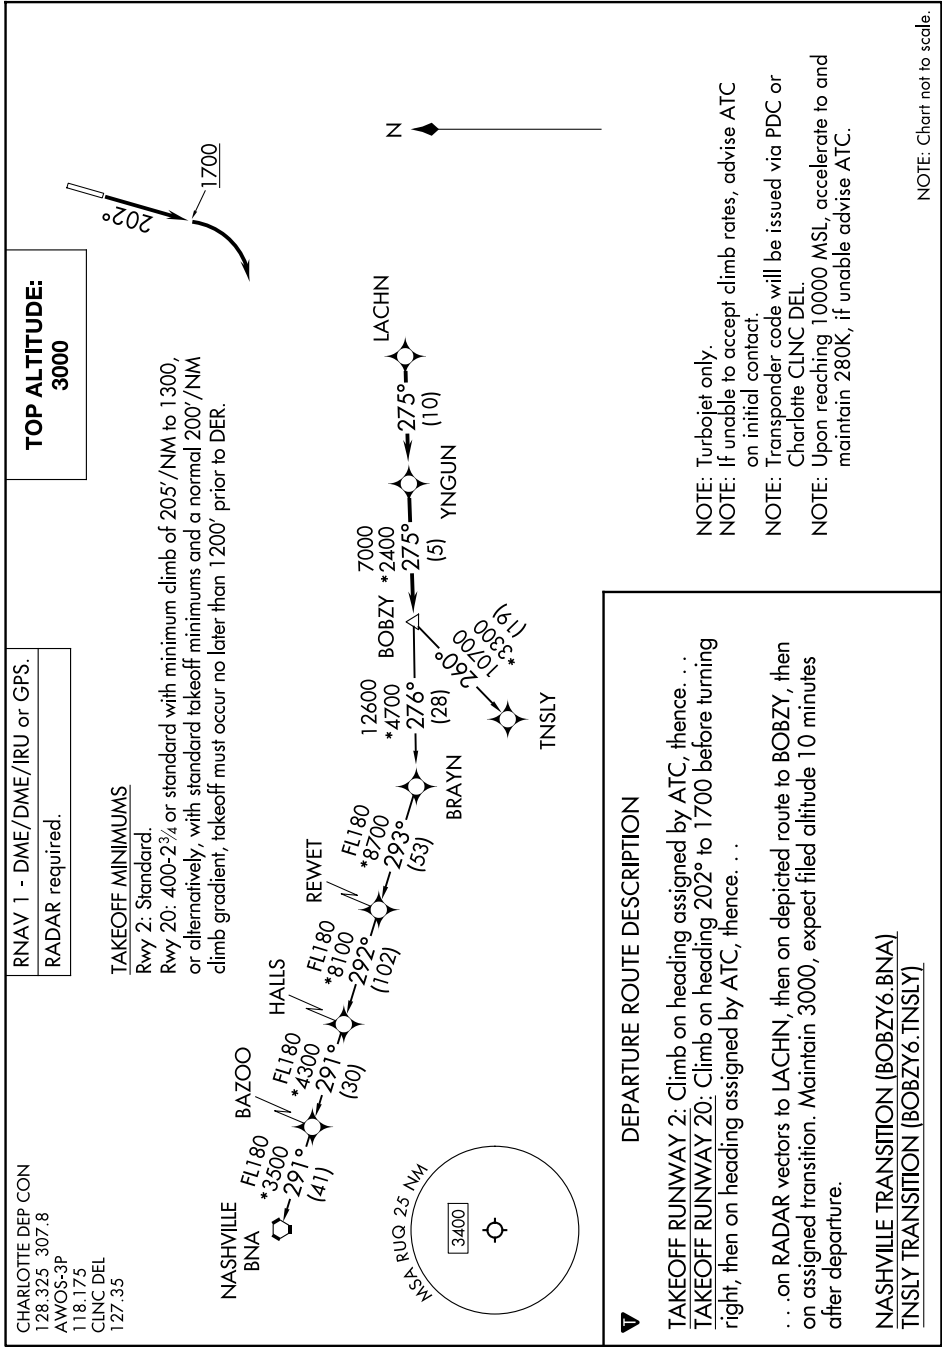 CHARLOTTE DEP CON
128.325 307.8
AWOS-3P
118.175
CLNC DEL
127.35
RNAV 1 - DME/DME/IRU or GPS.
RADAR required.
TOP ALTITUDE:
3000
TAKEOFF MINIMUMS
Rwy 2: Standard.
Rwy 20: 400-2¾ or standard with minimum climb of 205'/NM to 1300,
or alternatively, with standard takeoff minimums and a normal 200'/NM
climb gradient, takeoff must occur no later than 1200' prior to DER.
202°
1700
N
NASHVILLE
BNA
FL180
*3500
291°
(41)
BAZOO
FL180
*4300
291°
(30)
HALLS
FL180
*8100
292°
(102)
REWET
FL180
*8700
293°
(53)
BRAYN
12600
*4700
276°
(28)
BOBZY
7000
*2400
275°
(5)
YNGUN
275°
(10)
LACHN
260°
10700
*3300
(19)
TNSLY
MSA RUQ 25 NM
3400
NOTE: Turbojet only.
NOTE: If unable to accept climb rates, advise ATC
on initial contact.
NOTE: Transponder code will be issued via PDC or
Charlotte CLNC DEL.
NOTE: Upon reaching 10000 MSL, accelerate to and
maintain 280K, if unable advise ATC.
NOTE: Chart not to scale.
T
DEPARTURE ROUTE DESCRIPTION
TAKEOFF RUNWAY 2: Climb on heading assigned by ATC, thence. . .
TAKEOFF RUNWAY 20: Climb on heading 202° to 1700 before turning
right, then on heading assigned by ATC, thence. . .
. . .on RADAR vectors to LACHN, then on depicted route to BOBZY, then
on assigned transition. Maintain 3000, expect filed altitude 10 minutes
after departure.
NASHVILLE TRANSITION (BOBZY6.BNA)
TNSLY TRANSITION (BOBZY6.TNSLY)